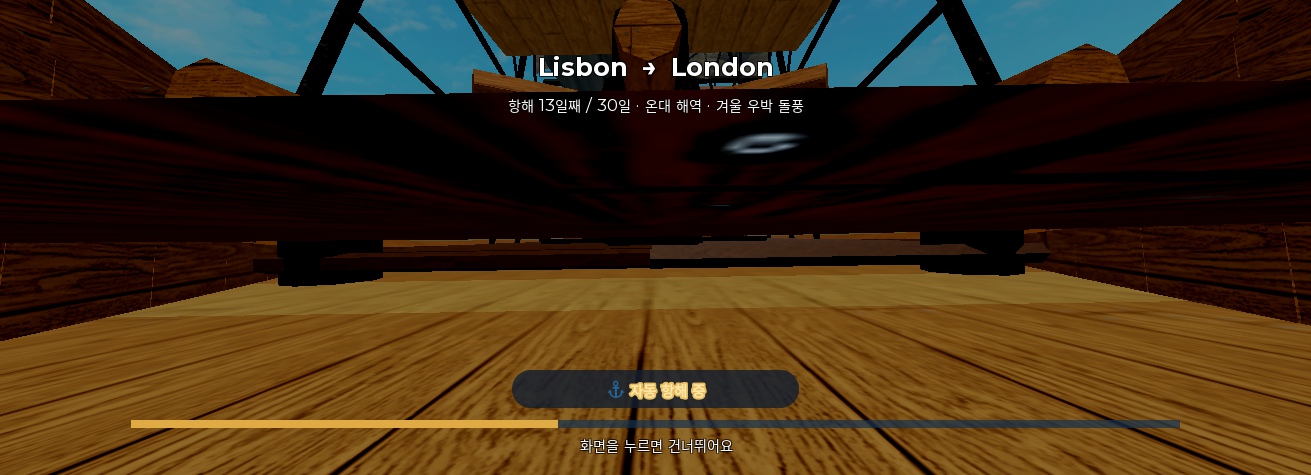 Lisbon → London
항해 13일째 / 30일 · 온대 해역 · 겨울 우박 돌풍
⚓ 자동 항해 중
화면을 누르면 건너뛰어요